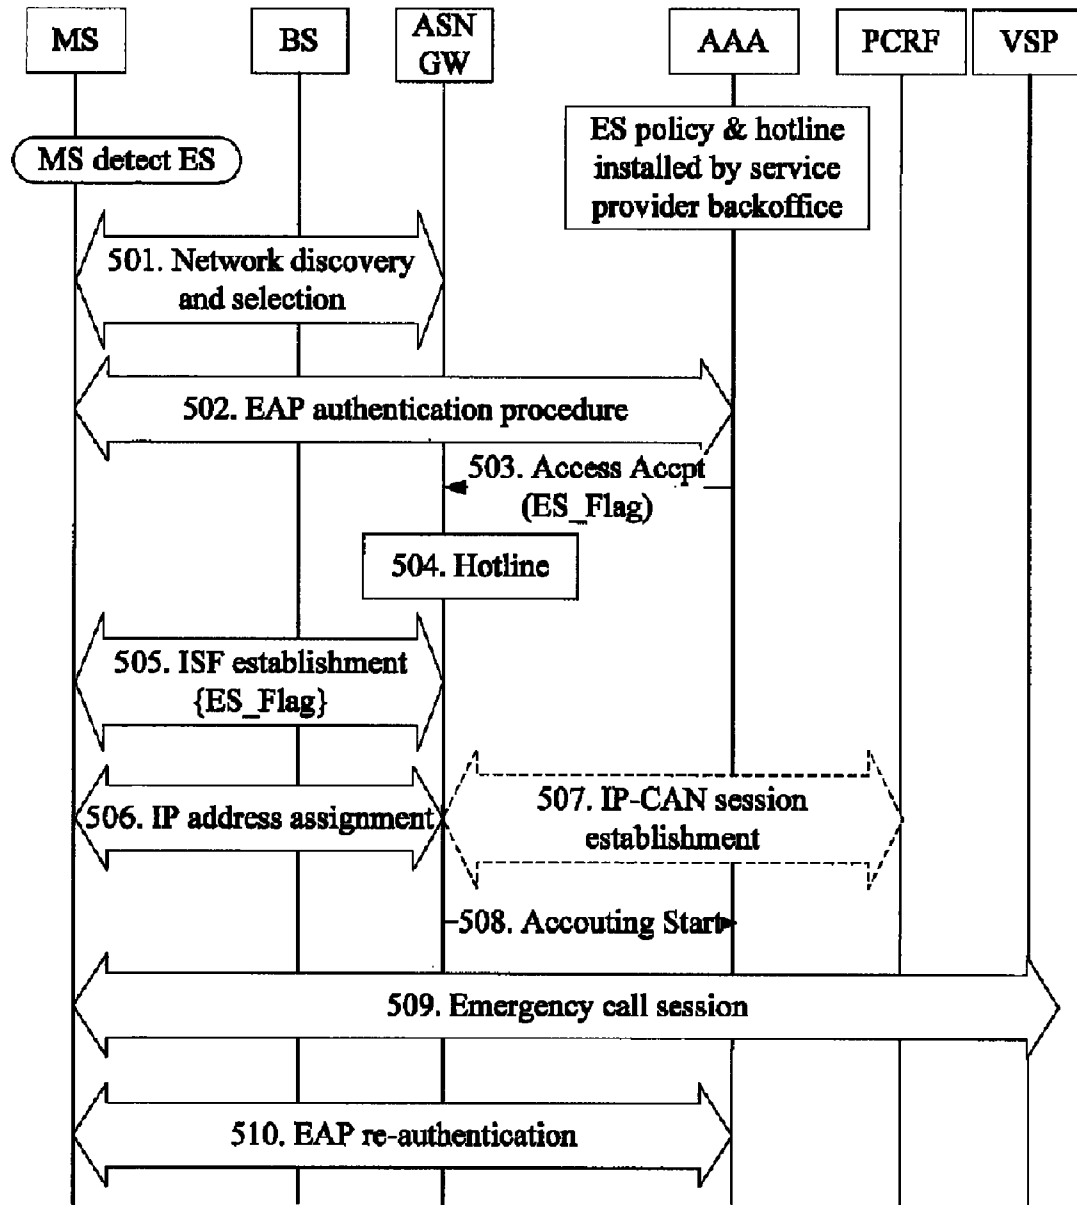 MS
BS
ASN
GW
AAA
PCRF
VSP
MS detect ES
ES policy & hotline
installed by service
provider backoffice
501. Network discovery
and selection
502. EAP authentication procedure
503. Access Accpt
(ES_Flag)
504. Hotline
505. ISF establishment
{ES_Flag}
506. IP address assignment
507. IP-CAN session
establishment
508. Accouting Start
509. Emergency call session
510. EAP re-authentication